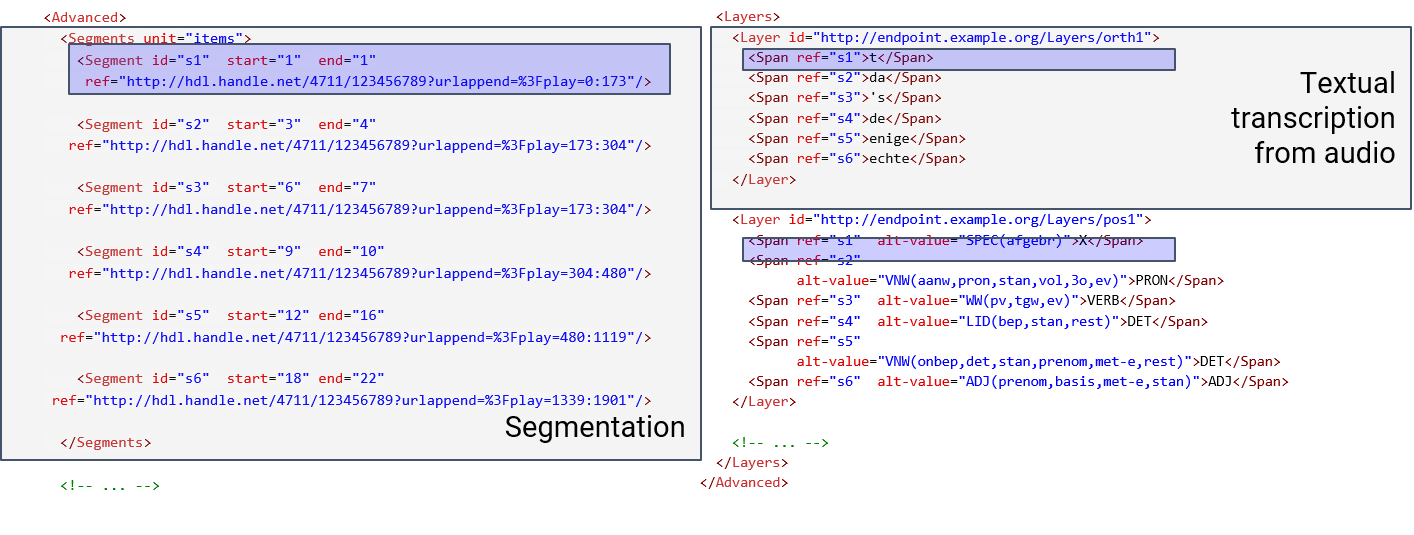 <Advanced>
<Segments unit="items">
<Segment id="s1" start="1" end="1"
ref="http://hdl.handle.net/4711/123456789?urlappend=%3Fplay=0:173"/>
<Segment id="s2" start="3" end="4"
ref="http://hdl.handle.net/4711/123456789?urlappend=%3Fplay=173:304"/>
<Segment id="s3" start="6" end="7"
ref="http://hdl.handle.net/4711/123456789?urlappend=%3Fplay=173:304"/>
<Segment id="s4" start="9" end="10"
ref="http://hdl.handle.net/4711/123456789?urlappend=%3Fplay=304:480"/>
<Segment id="s5" start="12" end="16"
ref="http://hdl.handle.net/4711/123456789?urlappend=%3Fplay=480:1119"/>
<Segment id="s6" start="18" end="22"
ref="http://hdl.handle.net/4711/123456789?urlappend=%3Fplay=1339:1901"/>
</Segments>
Segmentation
<!-- ... -->
<Layers>
<Layer id="http://endpoint.example.org/Layers/orth1">
<Span ref="s1">t</Span>
<Span ref="s2">da</Span>
<Span ref="s3">'s</Span>
<Span ref="s4">de</Span>
<Span ref="s5">enige</Span>
<Span ref="s6">echte</Span>
</Layer>
Textual
transcription
from audio
<Layer id="http://endpoint.example.org/Layers/pos1">
<Span ref="s1" alt-value="SPEC(afgebr)">X</Span>
<Span ref="s2"
alt-value="VNW(aanw,pron,stan,vol,3o,ev)">PRON</Span>
<Span ref="s3" alt-value="WW(pv,tgw,ev)">VERB</Span>
<Span ref="s4" alt-value="LID(bep,stan,rest)">DET</Span>
<Span ref="s5"
alt-value="VNW(onbep,det,stan,prenom,met-e,rest)">DET</Span>
<Span ref="s6" alt-value="ADJ(prenom,basis,met-e,stan)">ADJ</Span>
</Layer>
<!-- ... -->
</Layers>
</Advanced>